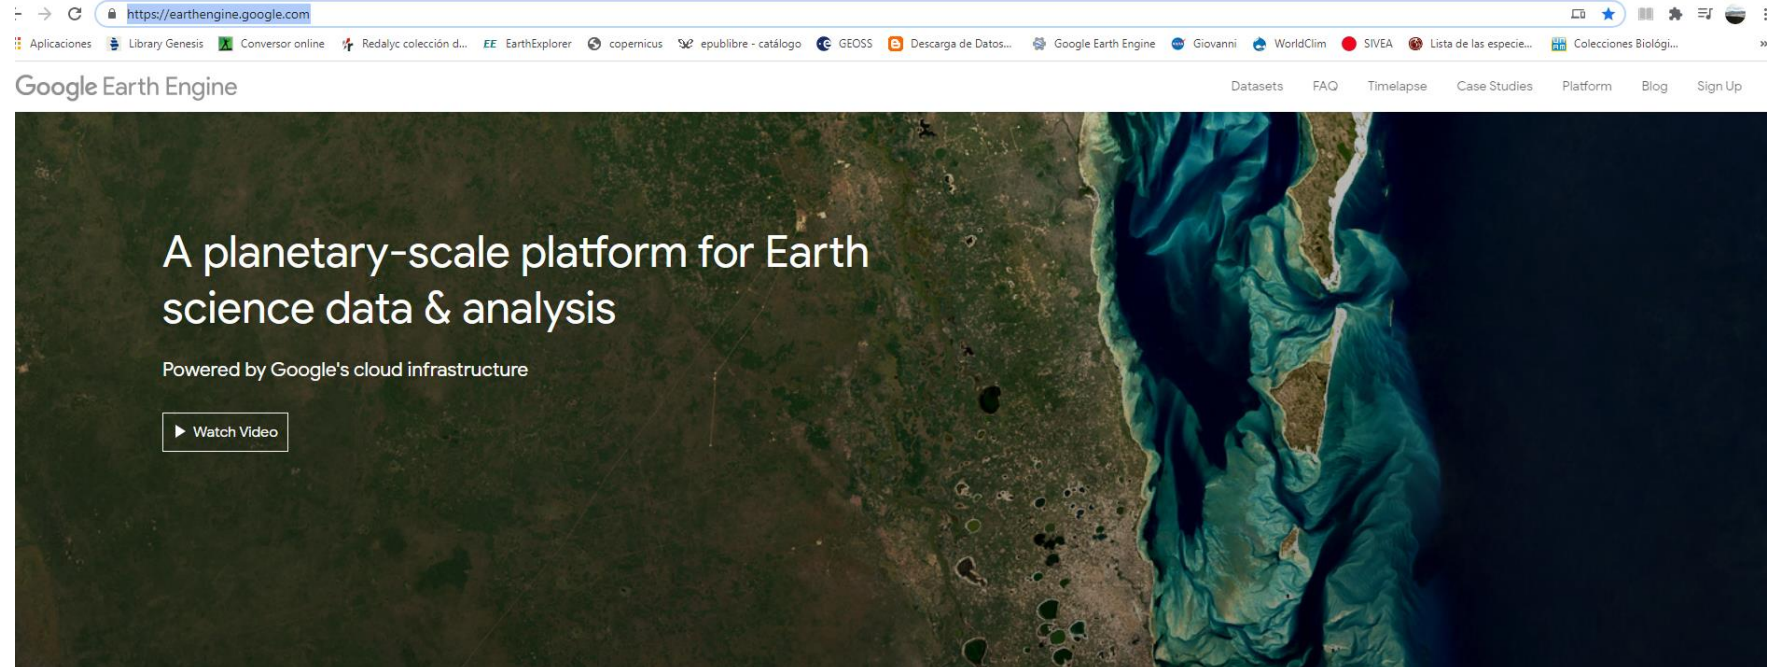 https://earthengine.google.com
Aplicaciones Library Genesis Conversor online Redalyc colección d... EE EarthExplorer copernicus epublibre - catálogo GEOSS Descarga de Datos... Google Earth Engine Giovanni WorldClim SIVEA Lista de las especie... Colecciones Biológi... »
Google Earth Engine Datasets FAQ Timelapse Case Studies Platform Blog Sign Up
A planetary-scale platform for Earth
science data & analysis
Powered by Google's cloud infrastructure
Watch Video